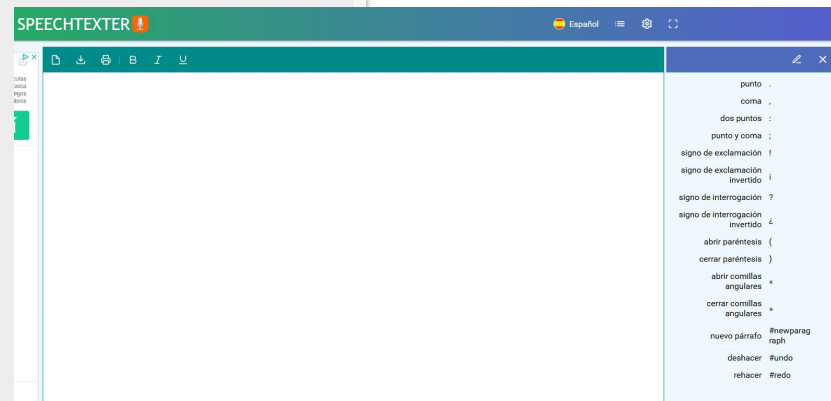 SPEECHTEXTER
Español
B I U
punto .
coma ,
dos puntos :
punto y coma ;
signo de exclamación !
signo de exclamación
invertido ¡
signo de interrogación ?
signo de interrogación
invertido ¿
abrir paréntesis (
cerrar paréntesis )
abrir comillas
angulares «
cerrar comillas
angulares »
nuevo párrafo #newparag
raph
deshacer #undo
rehacer #redo